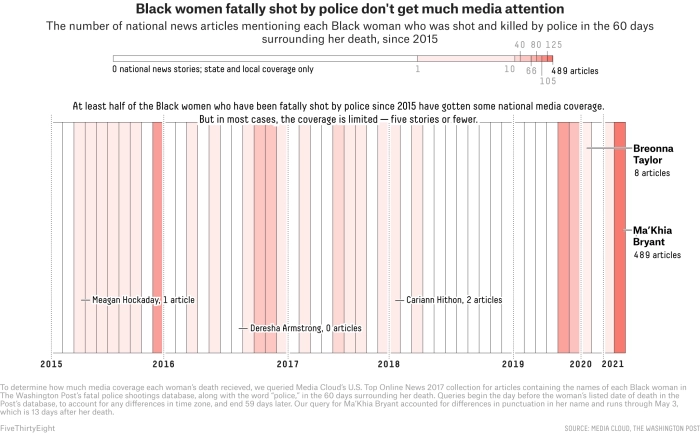 Black women fatally shot by police don't get much media attention
The number of national news articles mentioning each Black woman who was shot and killed by police in the 60 days
surrounding her death, since 2015
40 80 125
0 national news stories; state and local coverage only
1
10 66 489 articles
105
At least half of the Black women who have been fatally shot by police since 2015 have gotten some national media coverage.
But in most cases, the coverage is limited — five stories or fewer.
Breonna
Taylor
8 articles
Ma'Khia
Bryant
489 articles
Meagan Hockaday, 1 article
Cariann Hithon, 2 articles
Deresha Armstrong, 0 articles
2015 2016 2017 2018 2019 2020 2021
To determine how much media coverage each woman's death recieved, we queried Media Cloud's U.S. Top Online News 2017 collection for articles containing the names of each Black woman in
The Washington Post's fatal police shootings database, along with the word "police," in the 60 days surrounding her death. Queries begin the day before the woman's listed date of death in the
Post's database, to account for any differences in time zone, and end 59 days later. Our query for Ma'Khia Bryant accounted for differences in punctuation in her name and runs through May 3,
which is 13 days after her death.
FiveThirtyEight
SOURCE: MEDIA CLOUD, THE WASHINGTON POST